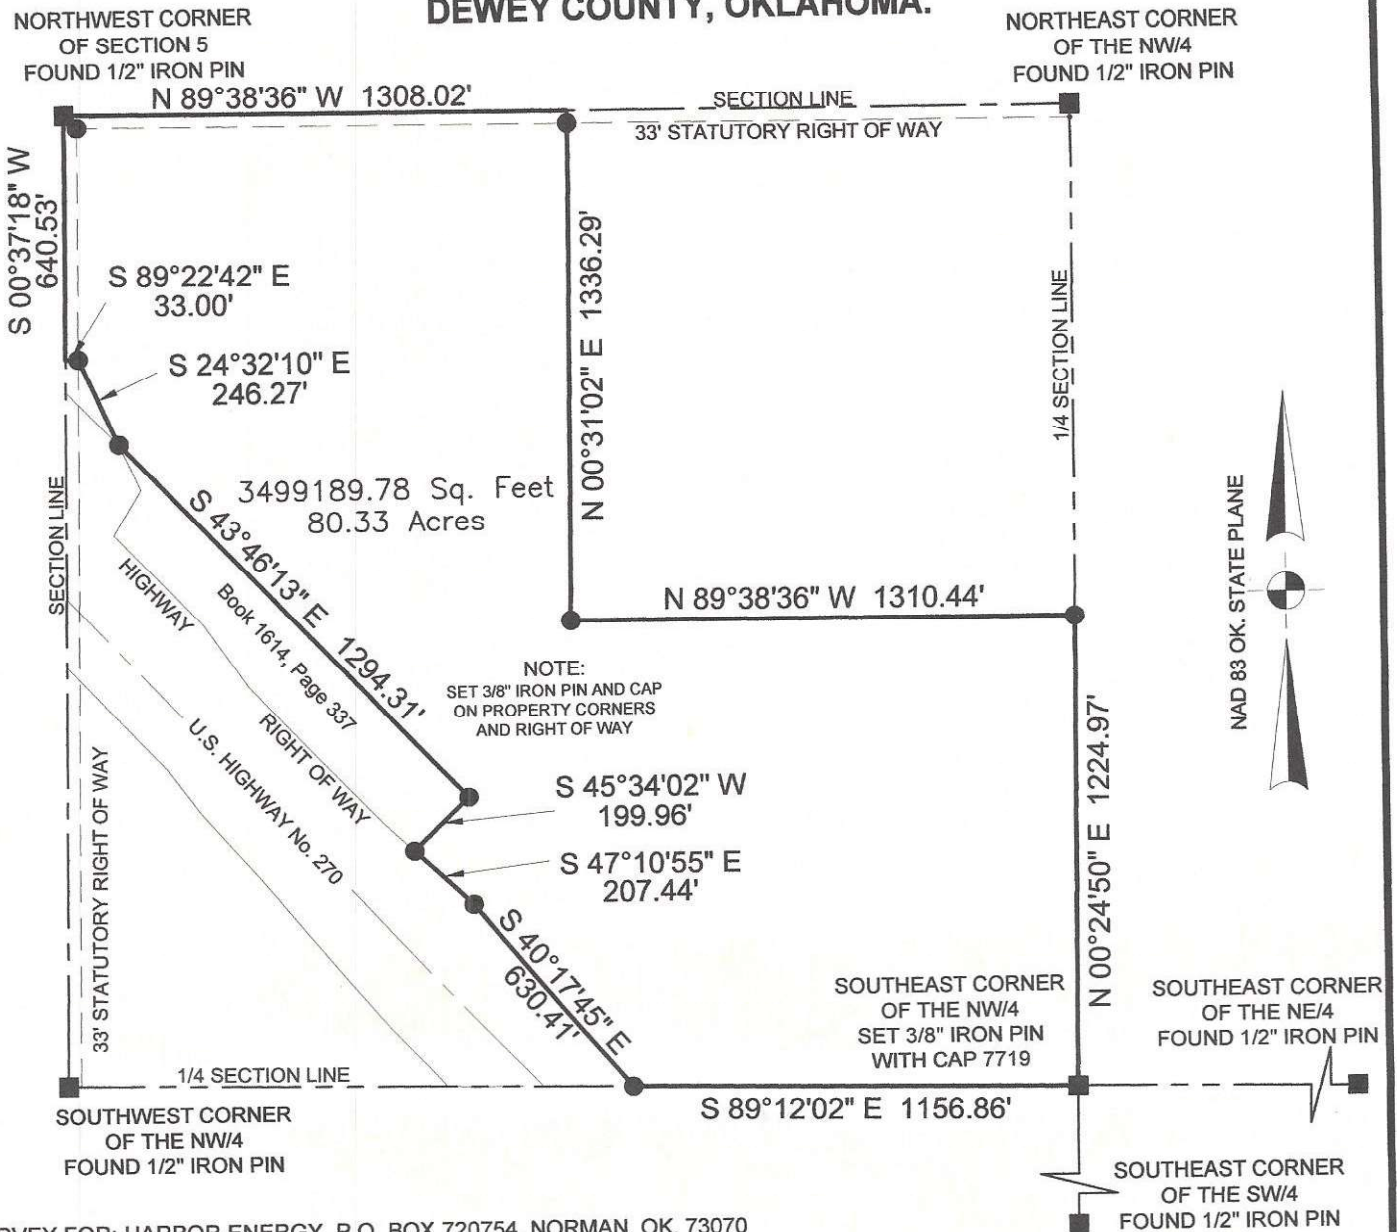 DEWEY COUNTY, OKLAHOMA.
NORTHWEST CORNER
OF SECTION 5
FOUND 1/2" IRON PIN
NORTHEAST CORNER
OF THE NW/4
FOUND 1/2" IRON PIN
N 89°38'36" W 1308.02'
SECTION LINE
33' STATUTORY RIGHT OF WAY
S 00°37'18" W
640.53'
S 89°22'42" E
33.00'
S 24°32'10" E
246.27'
N 00°31'02" E 1336.29'
1/4 SECTION LINE
3499189.78 Sq. Feet
80.33 Acres
SECTION LINE
S 43°46'13" E 1294.31'
Book 1614, Page 337
HIGHWAY
RIGHT OF WAY
U.S. HIGHWAY No. 270
N 89°38'36" W 1310.44'
NAD 83 OK. STATE PLANE
NOTE:
SET 3/8" IRON PIN AND CAP
ON PROPERTY CORNERS
AND RIGHT OF WAY
S 45°34'02" W
199.96'
S 47°10'55" E
207.44'
N 00°24'50" E 1224.97'
33' STATUTORY RIGHT OF WAY
S 40°17'45" E
630.41'
SOUTHEAST CORNER
OF THE NW/4
SET 3/8" IRON PIN
WITH CAP 7719
SOUTHEAST CORNER
OF THE NE/4
FOUND 1/2" IRON PIN
1/4 SECTION LINE
S 89°12'02" E 1156.86'
SOUTHWEST CORNER
OF THE NW/4
FOUND 1/2" IRON PIN
SOUTHEAST CORNER
OF THE SW/4
FOUND 1/2" IRON PIN
RVEY FOR: HARBOR ENERGY, P.O. BOX 720754, NORMAN, OK. 73070